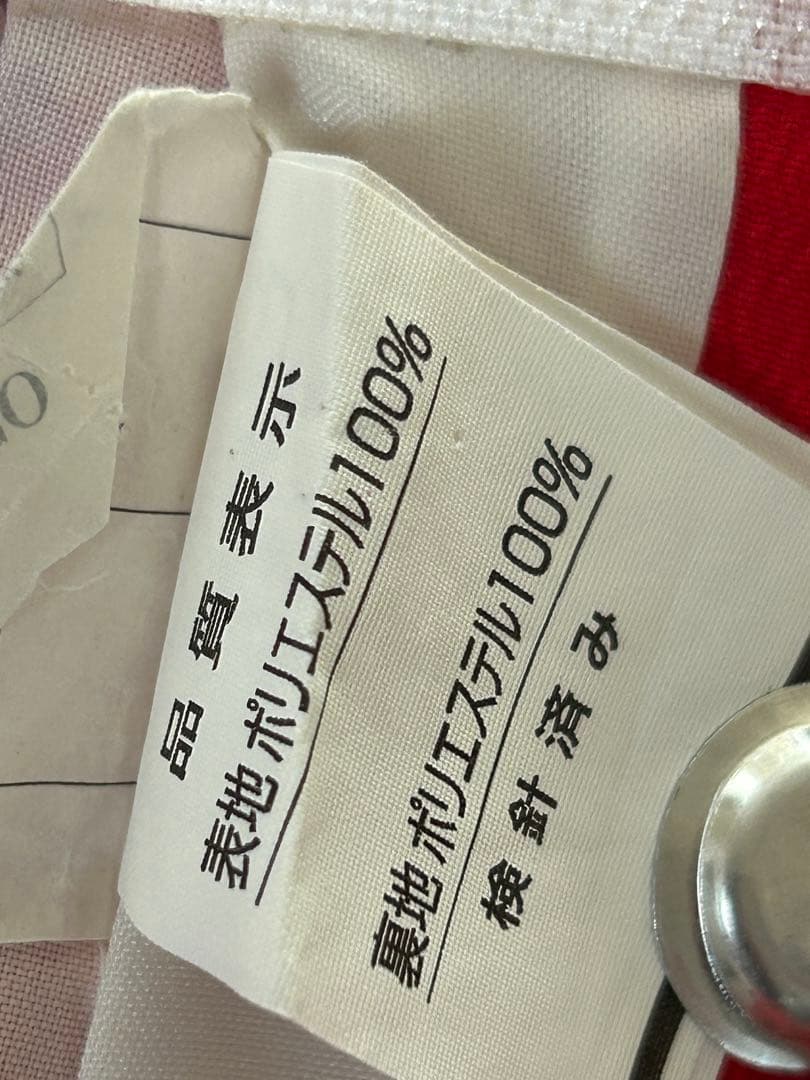 品質表示
表地 ポリエステル100%
裏地 ポリエステル100%
検針済み